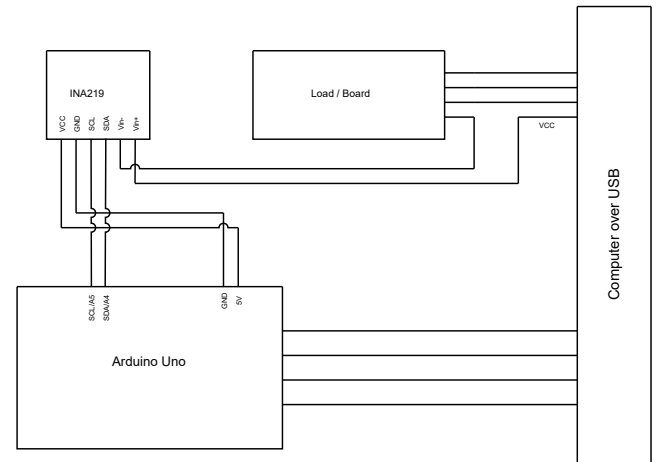 INA219
Load / Board
VCC
GND
SCL
SDA
Vin-
Vin+
VCC
Computer over USB
SCL/A5
SDA/A4
GND
5V
Arduino Uno